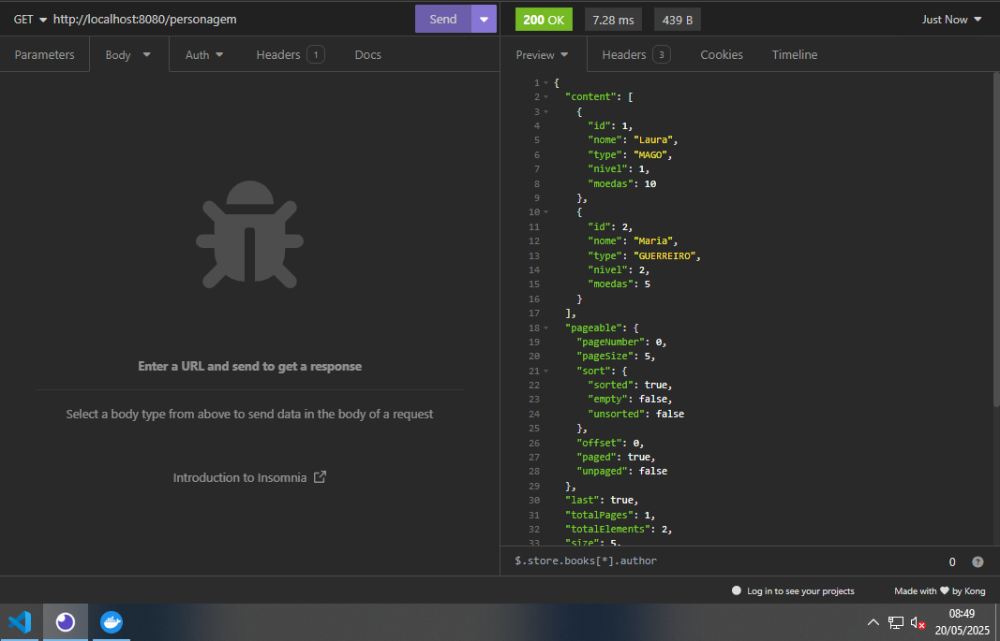 GET http://localhost:8080/personagem Send
200 OK 7.28 ms 439 B Just Now
Parameters Body Auth Headers 1 Docs
Preview Headers 3 Cookies Timeline
Enter a URL and send to get a response
Select a body type from above to send data in the body of a request
Introduction to Insomnia
1 {
2 "content": [
3 {
4 "id": 1,
5 "nome": "Laura",
6 "type": "MAGO",
7 "nivel": 1,
8 "moedas": 10
9 },
10 {
11 "id": 2,
12 "nome": "Maria",
13 "type": "GUERREIRO",
14 "nivel": 2,
15 "moedas": 5
16 }
17 ],
18 "pageable": {
19 "pageNumber": 0,
20 "pageSize": 5,
21 "sort": {
22 "sorted": true,
23 "empty": false,
24 "unsorted": false
25 },
26 "offset": 0,
27 "paged": true,
28 "unpaged": false
29 },
30 "last": true,
31 "totalPages": 1,
32 "totalElements": 2,
33 "size": 5,
$.store.books[*].author 0 ?
Log in to see your projects Made with ♥ by Kong
08:49
20/05/2025